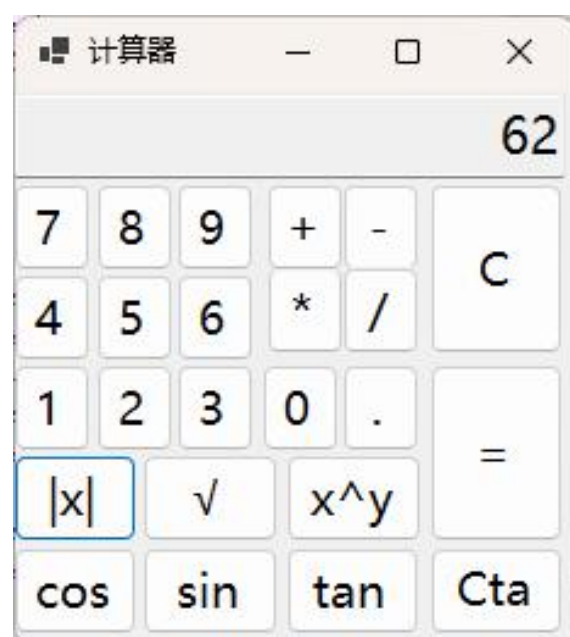 计算器
62
7 8 9 + - C
4 5 6 * /
1 2 3 0 . =
|x| √ x^y
cos sin tan Cta